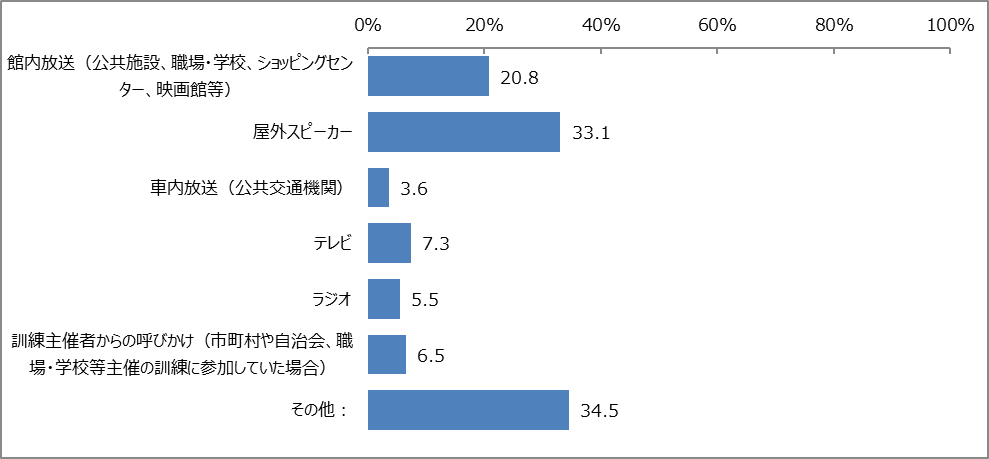 0% 20% 40% 60% 80% 100%
館内放送（公共施設、職場・学校、ショッピングセン
ター、映画館等）
20.8
屋外スピーカー
33.1
車内放送（公共交通機関）
3.6
テレビ
7.3
ラジオ
5.5
訓練主催者からの呼びかけ（市町村や自治会、職
場・学校等主催の訓練に参加していた場合）
6.5
その他：
34.5